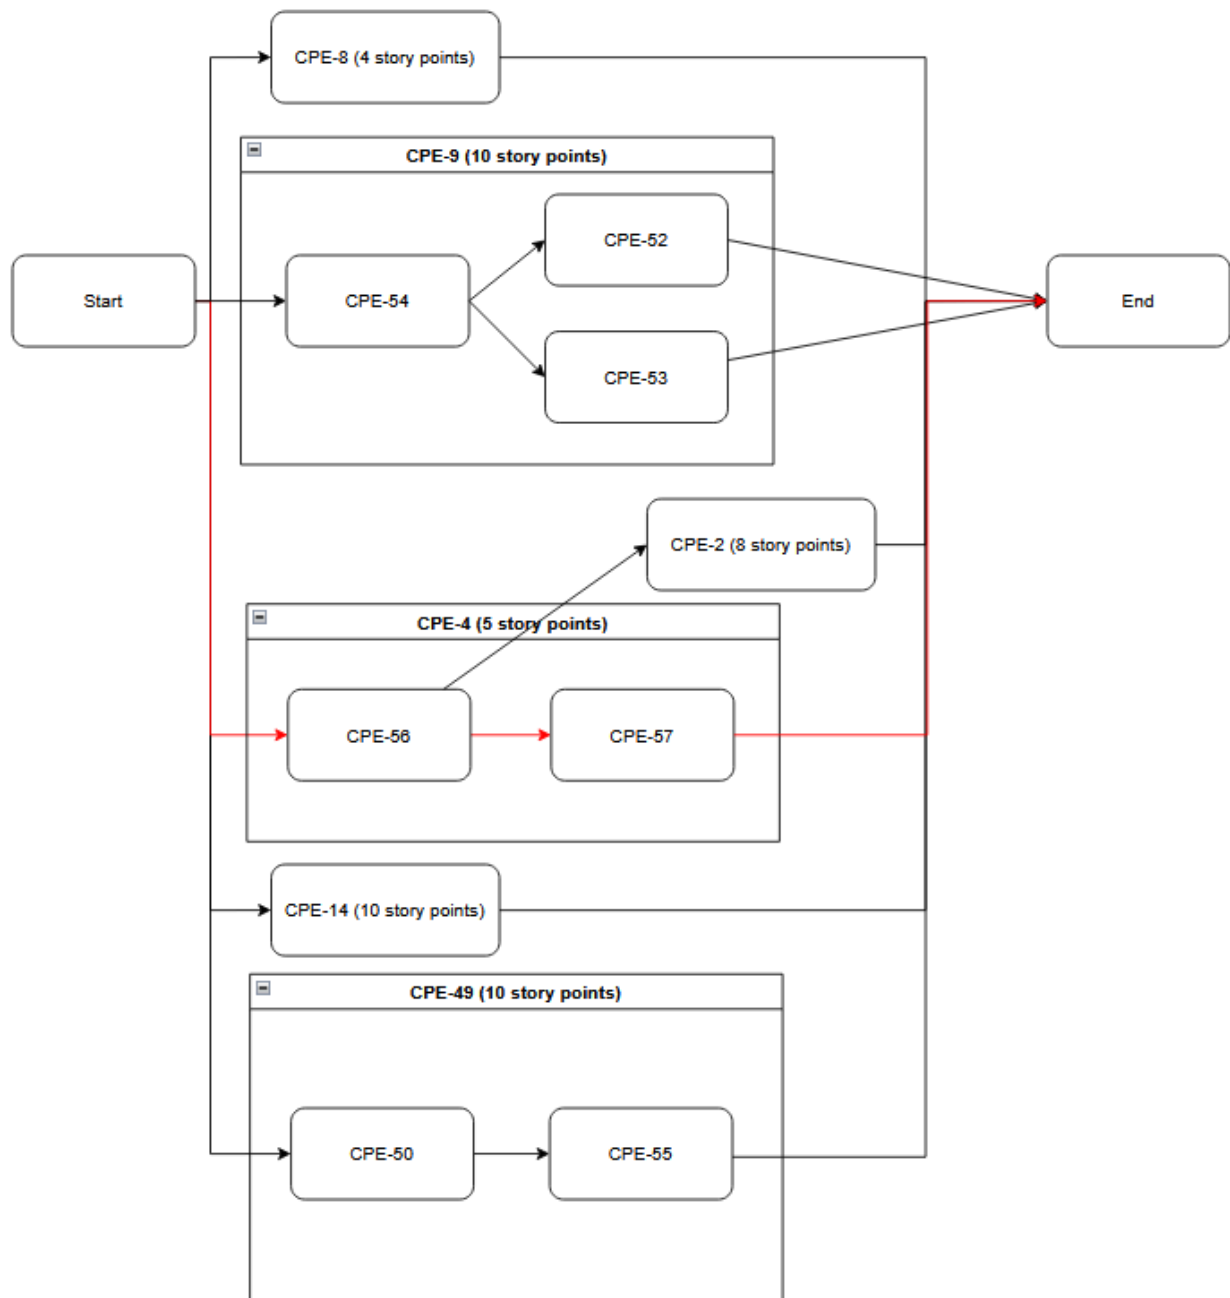 CPE-8 (4 story points)
CPE-9 (10 story points)
CPE-52
Start
CPE-54
End
CPE-53
CPE-2 (8 story points)
CPE-4 (5 story points)
CPE-56
CPE-57
CPE-14 (10 story points)
CPE-49 (10 story points)
CPE-50
CPE-55